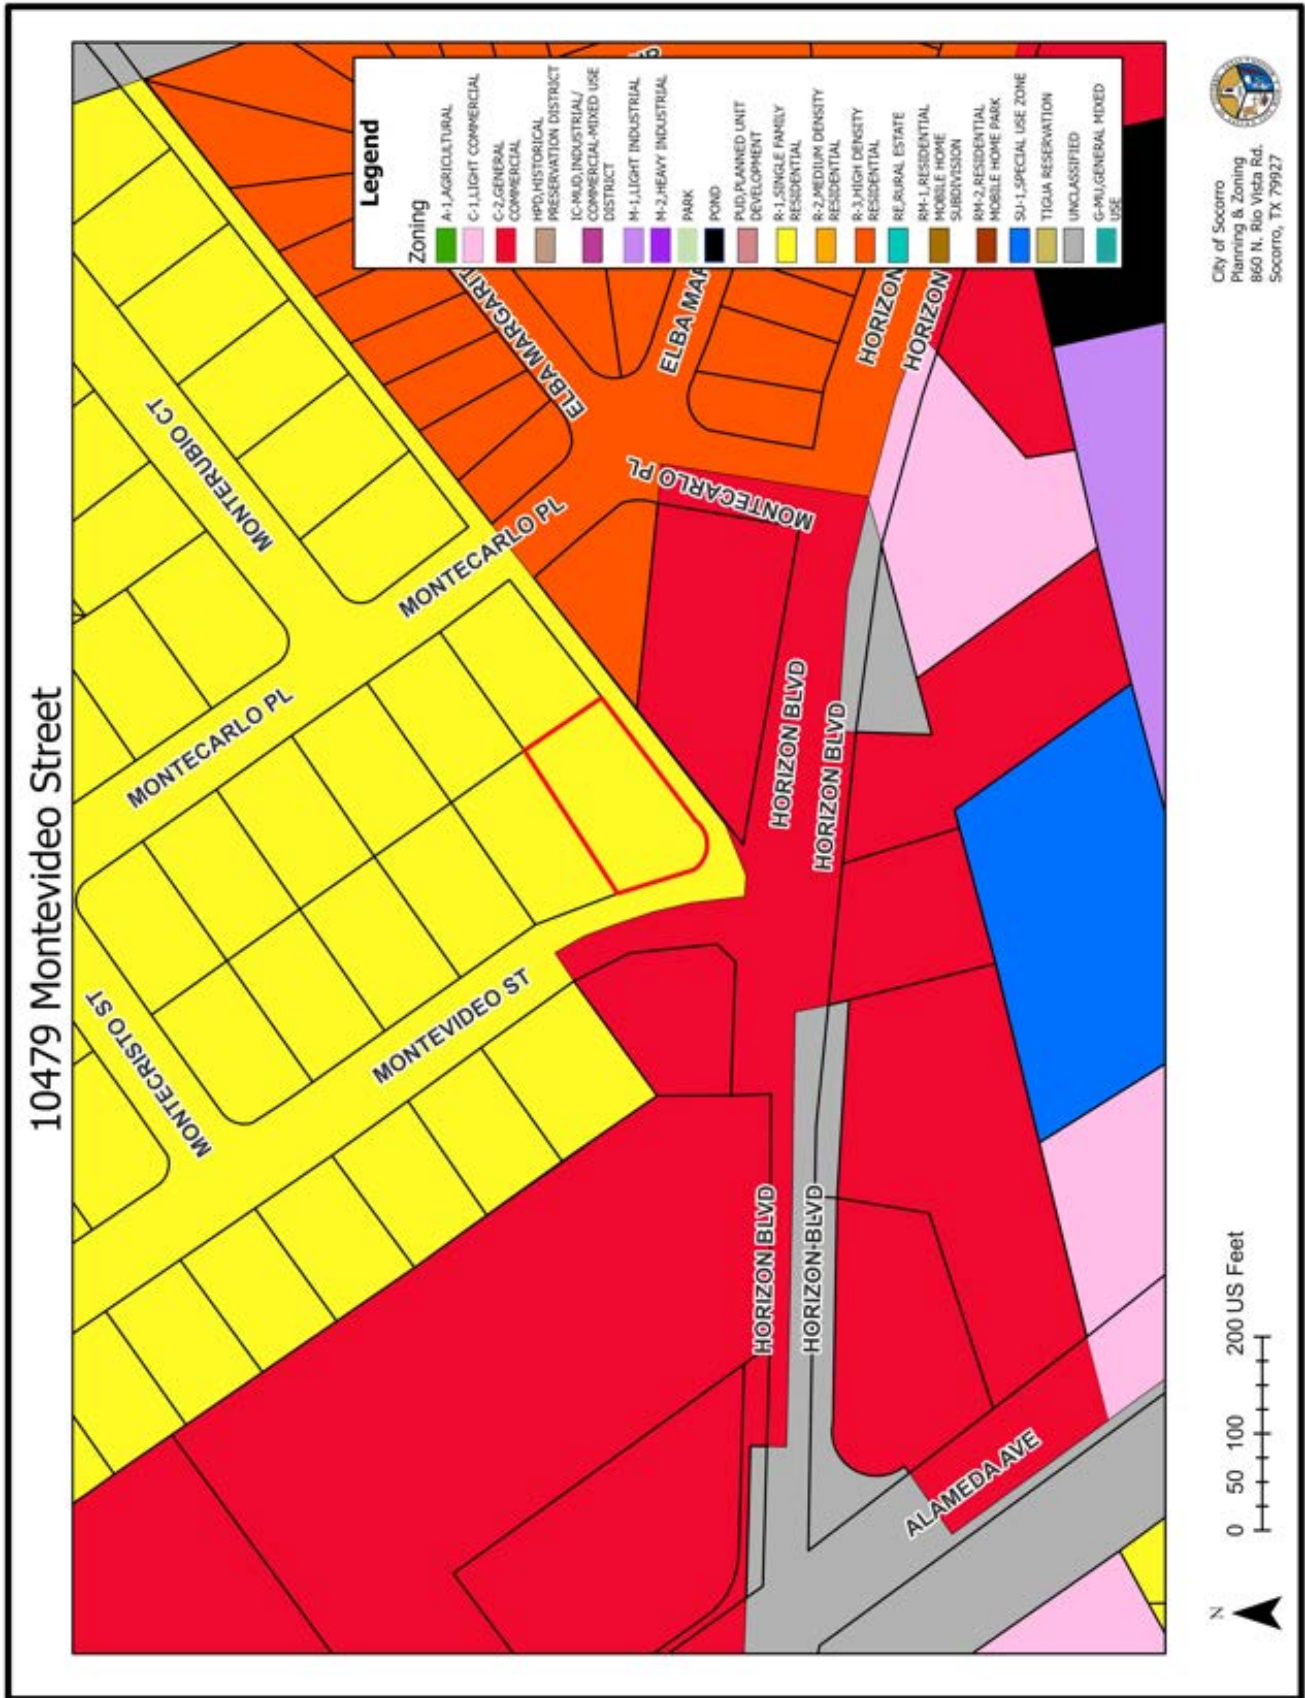 10479 Montevideo Street
MONTERUBIO CT
MONTECARLO PL
MONTECARLO PL
MONTECRISTO ST
MONTEVIDEO ST
ELBA MARGARIT
ELBA MAR
MONTECARLO PL
HORIZON
HORIZON
HORIZON BLVD
HORIZON BLVD
HORIZON BLVD
HORIZON BLVD
ALAMEDA AVE
Legend
Zoning
A-1,AGRICULTURAL
C-1,LIGHT COMMERCIAL
C-2,GENERAL
COMMERCIAL
HPD,HISTORICAL
PRESERVATION DISTRICT
IC-MUD,INDUSTRIAL/
COMMERCIAL-MIXED USE
DISTRICT
M-1,LIGHT INDUSTRIAL
M-2,HEAVY INDUSTRIAL
PARK
POND
PUD,PLANNED UNIT
DEVELOPMENT
R-1,SINGLE FAMILY
RESIDENTIAL
R-2,MEDIUM DENSITY
RESIDENTIAL
R-3,HIGH DENSITY
RESIDENTIAL
RE,RURAL ESTATE
RM-1,RESIDENTIAL
MOBILE HOME
SUBDIVISION
RM-2,RESIDENTIAL
MOBILE HOME PARK
SU-1,SPECIAL USE ZONE
TIGUA RESERVATION
UNCLASSIFIED
G-MU,GENERAL MIXED
USE
N
0 50 100 200 US Feet
City of Socorro
Planning & Zoning
860 N. Rio Vista Rd.
Socorro, TX 79927